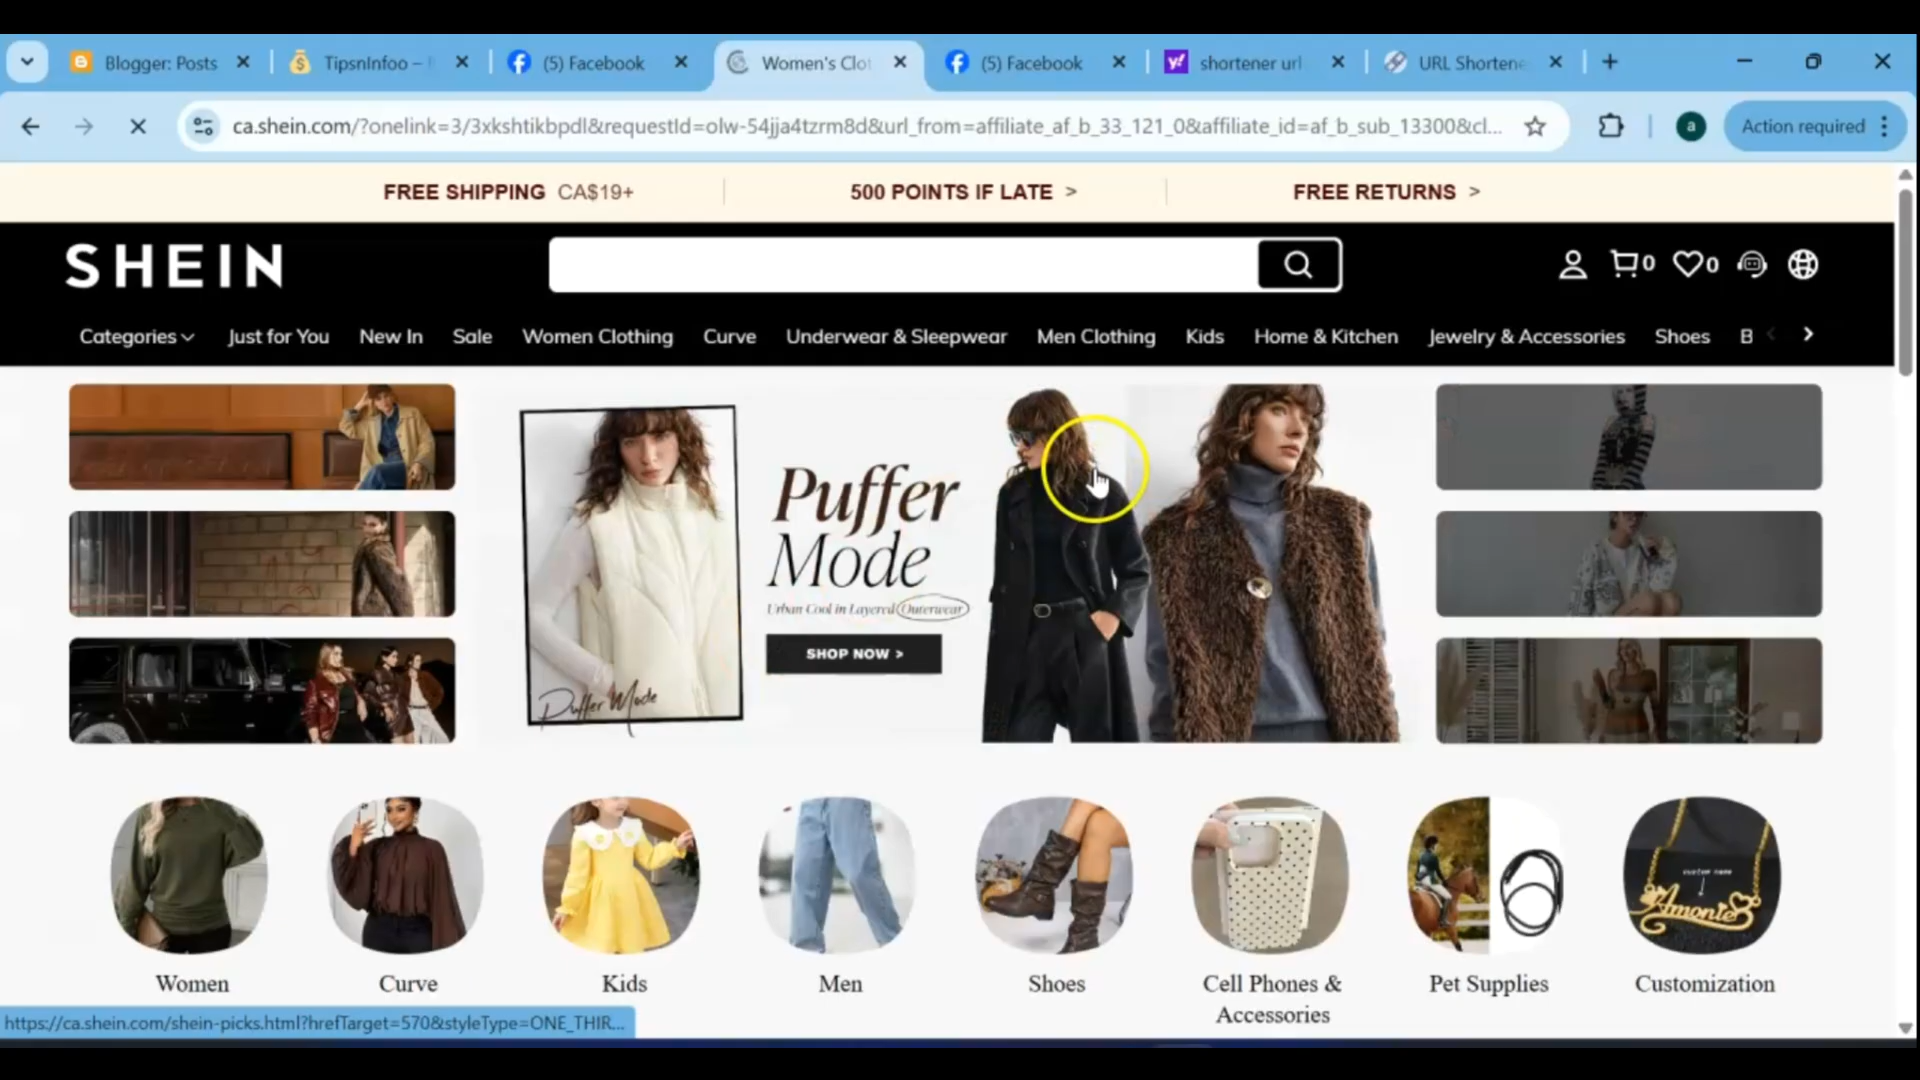 Blogger: Posts
TipsnInfoo –
(5) Facebook
Women's Clot
(5) Facebook
shortener url
URL Shortene
ca.shein.com/?onelink=3/3xkshtikbpdl&requestId=olw-54jja4tzrm8d&url_from=affiliate_af_b_33_121_0&affiliate_id=af_b_sub_13300&cl...
a
Action required
FREE SHIPPING CA$19+
500 POINTS IF LATE >
FREE RETURNS >
SHEIN
0
0
Categories
Just for You
New In
Sale
Women Clothing
Curve
Underwear & Sleepwear
Men Clothing
Kids
Home & Kitchen
Jewelry & Accessories
Shoes
B
Puffer
Mode
Urban Cool in Layered Outerwear
SHOP NOW >
Puffer Mode
custom name
Amonie
Women
Curve
Kids
Men
Shoes
Cell Phones &
Accessories
Pet Supplies
Customization
https://ca.shein.com/shein-picks.html?hrefTarget=570&styleType=ONE_THIR...